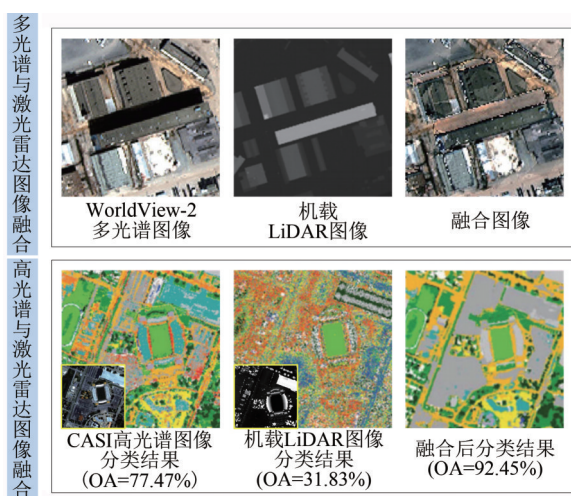 多光谱与激光雷达图像融合
WorldView-2
多光谱图像
机载
LiDAR图像
融合图像
高光谱与激光雷达图像融合
CASI高光谱图像
分类结果
(OA=77.47%)
机载LiDAR图像
分类结果
(OA=31.83%)
融合后分类结果
(OA=92.45%)